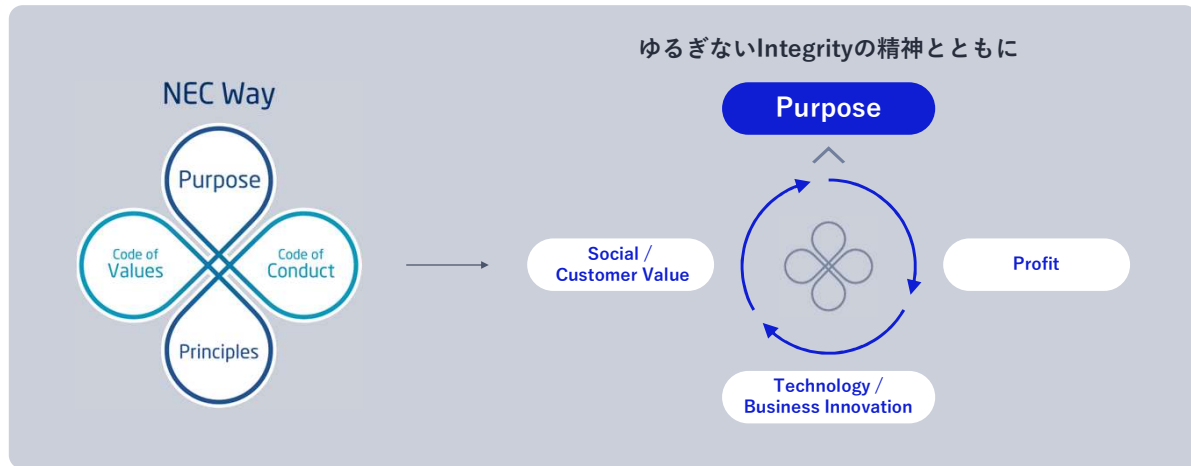 NEC Way
Purpose
Code of
Values
Code of
Conduct
Principles
ゆるぎないIntegrityの精神とともに
Purpose
Social /
Customer Value
Profit
Technology /
Business Innovation